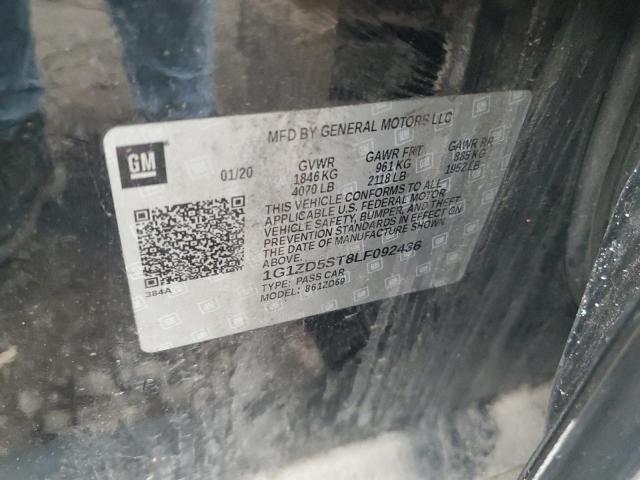 MFD BY GENERAL MOTORS LLC
GM
01/20 GVWR GAWR FRT GAWR RR
1846 KG 961 KG 885 KG
4070 LB 2118 LB 1952 LB
THIS VEHICLE CONFORMS TO ALL
APPLICABLE U.S. FEDERAL MOTOR
VEHICLE SAFETY, BUMPER, AND THEFT
PREVENTION STANDARDS IN EFFECT ON
THE DATE OF MANUFACTURE SHOWN
ABOVE.
1G1ZD5ST8LF092436
TYPE: PASS CAR
MODEL: 861ZD69
384A